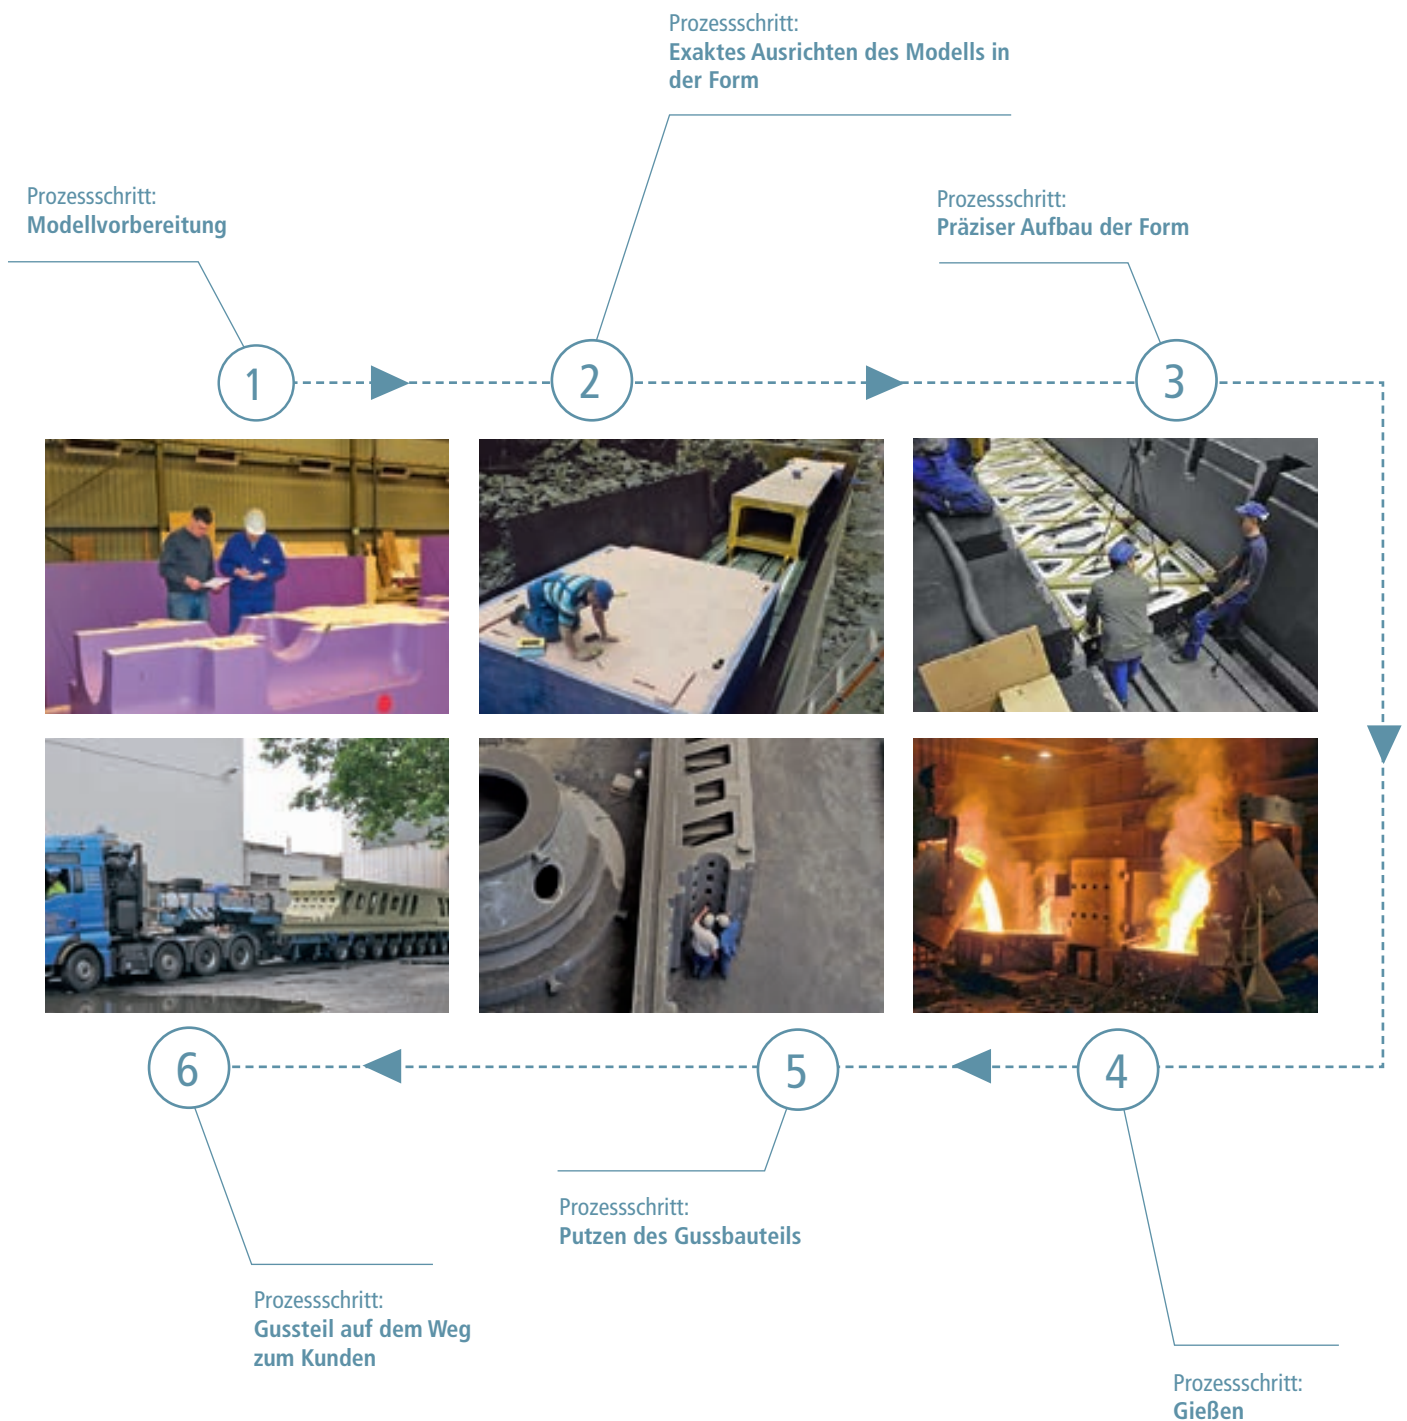 Prozessschritt:
Modellvorbereitung
1
Prozessschritt:
Exaktes Ausrichten des Modells in
der Form
2
Prozessschritt:
Präziser Aufbau der Form
3
4
Prozessschritt:
Gießen
5
Prozessschritt:
Putzen des Gussbauteils
6
Prozessschritt:
Gussteil auf dem Weg
zum Kunden